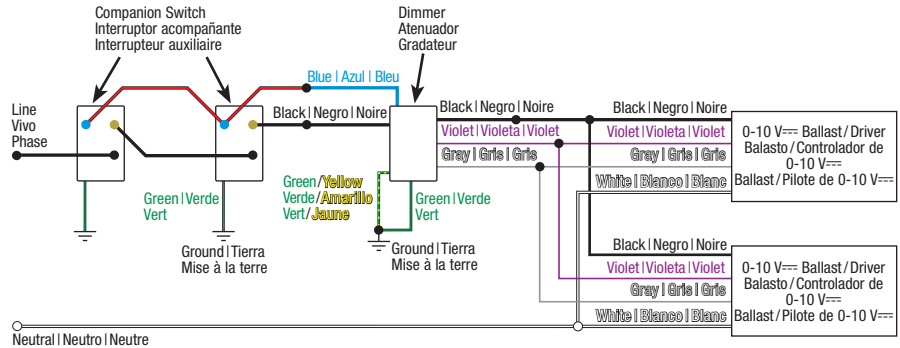 Companion Switch
Interruptor acompañante
Interrupteur auxiliaire
Dimmer
Atenuador
Gradateur
Blue | Azul | Bleu
Line
Vivo
Phase
Black | Negro | Noire
Black | Negro | Noire
Black | Negro | Noire
Violet | Violeta | Violet
Violet | Violeta | Violet
Gray | Gris | Gris
Gray | Gris | Gris
White | Blanco | Blanc
0-10 V⎓ Ballast / Driver
Balasto / Controlador de
0-10 V⎓
Ballast / Pilote de 0-10 V⎓
Green | Verde
Vert
Green/Yellow
Verde/Amarillo
Vert/Jaune
Green | Verde
Vert
Ground | Tierra
Mise à la terre
Ground | Tierra
Mise à la terre
Black | Negro | Noire
Violet | Violeta | Violet
Gray | Gris | Gris
White | Blanco | Blanc
0-10 V⎓ Ballast / Driver
Balasto / Controlador de
0-10 V⎓
Ballast / Pilote de 0-10 V⎓
Neutral | Neutro | Neutre